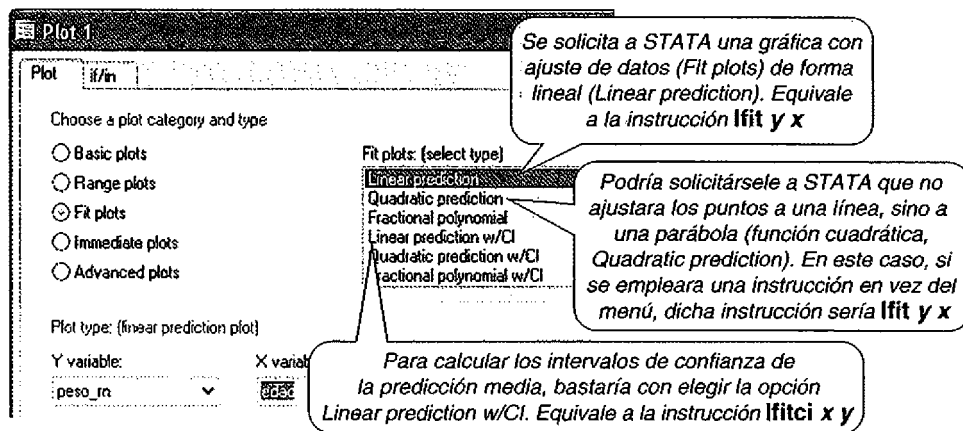 Plot 1
Se solicita a STATA una gráfica con
ajuste de datos (Fit plots) de forma
lineal (Linear prediction). Equivale
a la instrucción lfit y x
Plot
if/in
Choose a plot category and type
Basic plots
Range plots
Fit plots
Immediate plots
Advanced plots
Fit plots: (select type)
Linear prediction
Quadratic prediction
Fractional polynomial
Linear prediction w/CI
Quadratic prediction w/CI
Fractional polynomial w/CI
Podría solicitársele a STATA que no
ajustara los puntos a una línea, sino a
una parábola (función cuadrática,
Quadratic prediction). En este caso, si
se empleara una instrucción en vez del
menú, dicha instrucción sería lfit y x
Plot type: (linear prediction plot)
Y variable:
X variab
peso_rn
edad
Para calcular los intervalos de confianza de
la predicción media, bastaría con elegir la opción
Linear prediction w/CI. Equivale a la instrucción lfitci x y